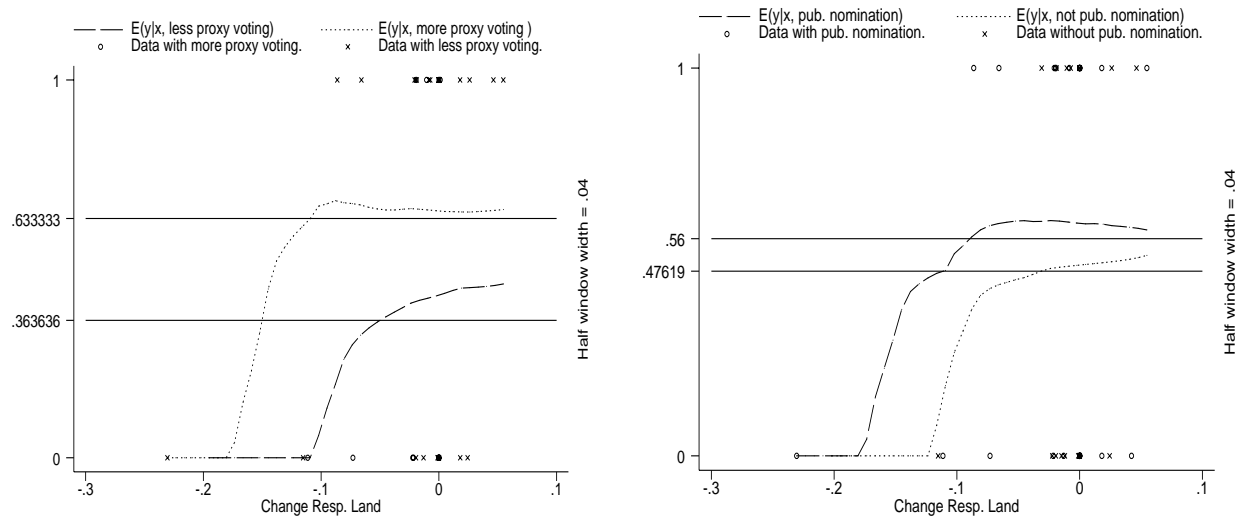 E(y|x, less proxy voting)
E(y|x, more proxy voting )
Data with more proxy voting.
Data with less proxy voting.
1
.633333
.363636
0
-.3
-.2
-.1
0
.1
Change Resp. Land
Half window width = .04
E(y|x, pub. nomination)
E(y|x, not pub. nomination)
Data with pub. nomination.
Data without pub. nomination.
1
.56
.47619
0
-.3
-.2
-.1
0
.1
Change Resp. Land
Half window width = .04